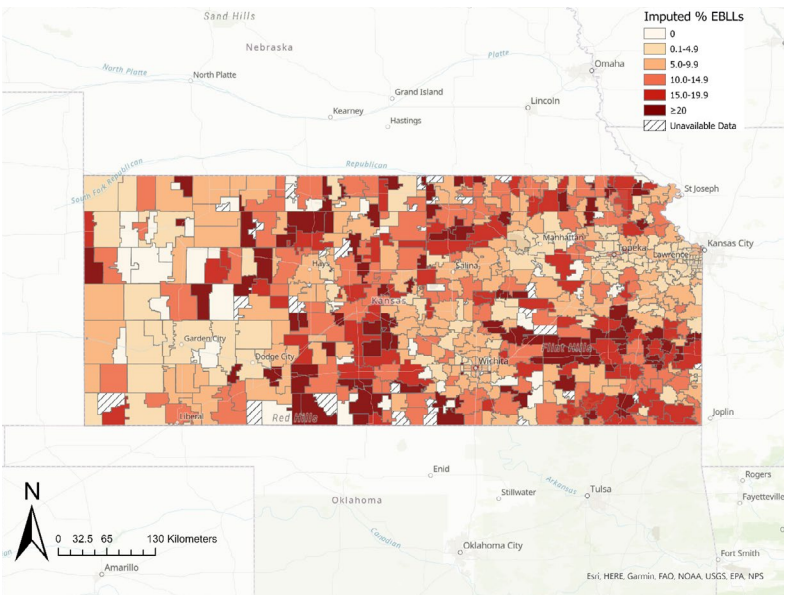 Sand Hills
Nebraska
North Platte
Platte
North Platte
Omaha
Grand Island
Lincoln
Kearney
Hastings
Imputed % EBLLs
0
0.1-4.9
5.0-9.9
10.0-14.9
15.0-19.9
≥20
Unavailable Data
South Fork Republican
Republican
St Joseph
Manhattan
Topeka
Kansas City
Lawrence
Hays
Salina
Kansas
Garden City
Dodge City
Flint Hills
Wichita
Liberal
Red Hills
Joplin
Enid
Stillwater
Arkansas
Tulsa
Rogers
Fayetteville
Oklahoma
Canadian
Oklahoma City
Fort Smith
Amarillo
N
0 32.5 65 130 Kilometers
Esri, HERE, Garmin, FAO, NOAA, USGS, EPA, NPS